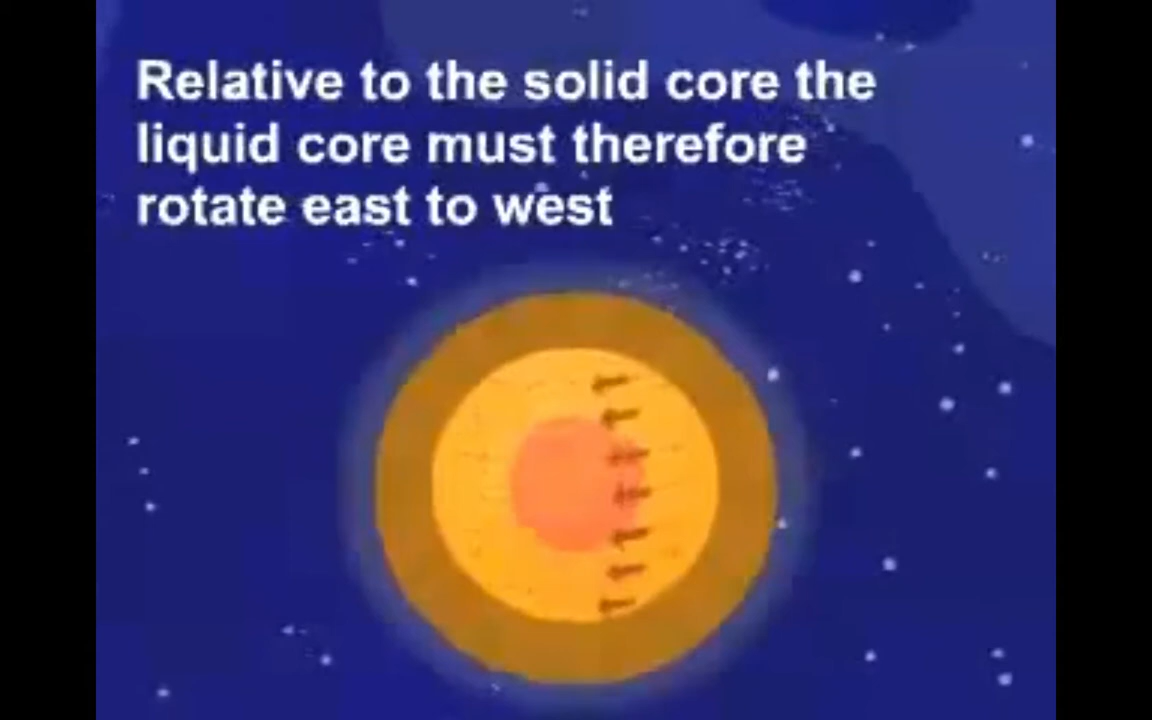 Relative to the solid core the
liquid core must therefore
rotate east to west